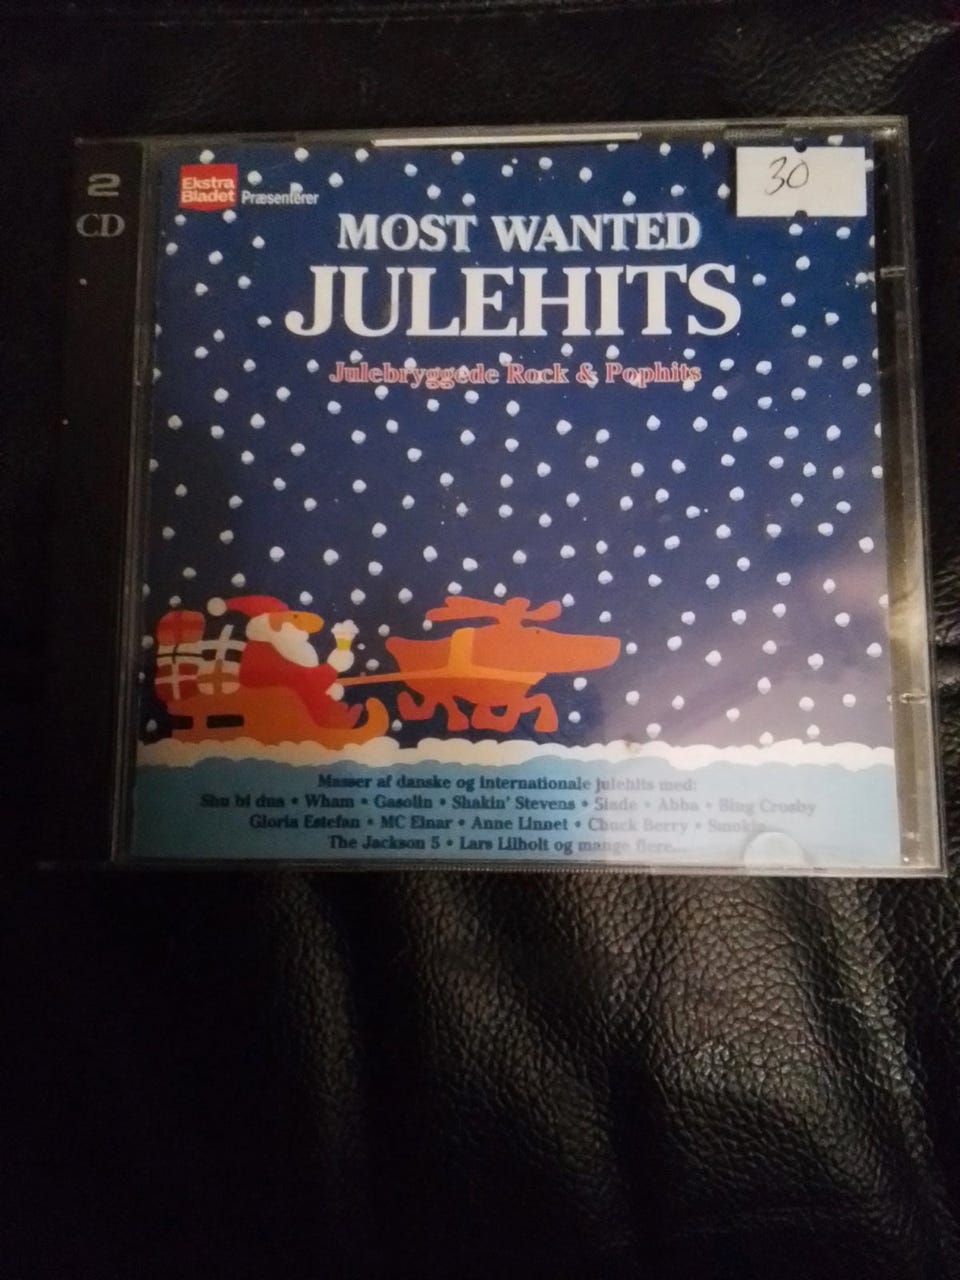 2
CD
Ekstra
Bladet Præsenterer
30
MOST WANTED
JULEHITS
Julebryggede Rock & Pophits
Masser af danske og internationale julehits med:
Shu bi dua • Wham • Gasolin • Shakin' Stevens • Slade • Abba • Bing Crosby
Gloria Estefan • MC Einar • Anne Linnet • Chuck Berry • Smokie
The Jackson 5 • Lars Lilholt og mange flere...